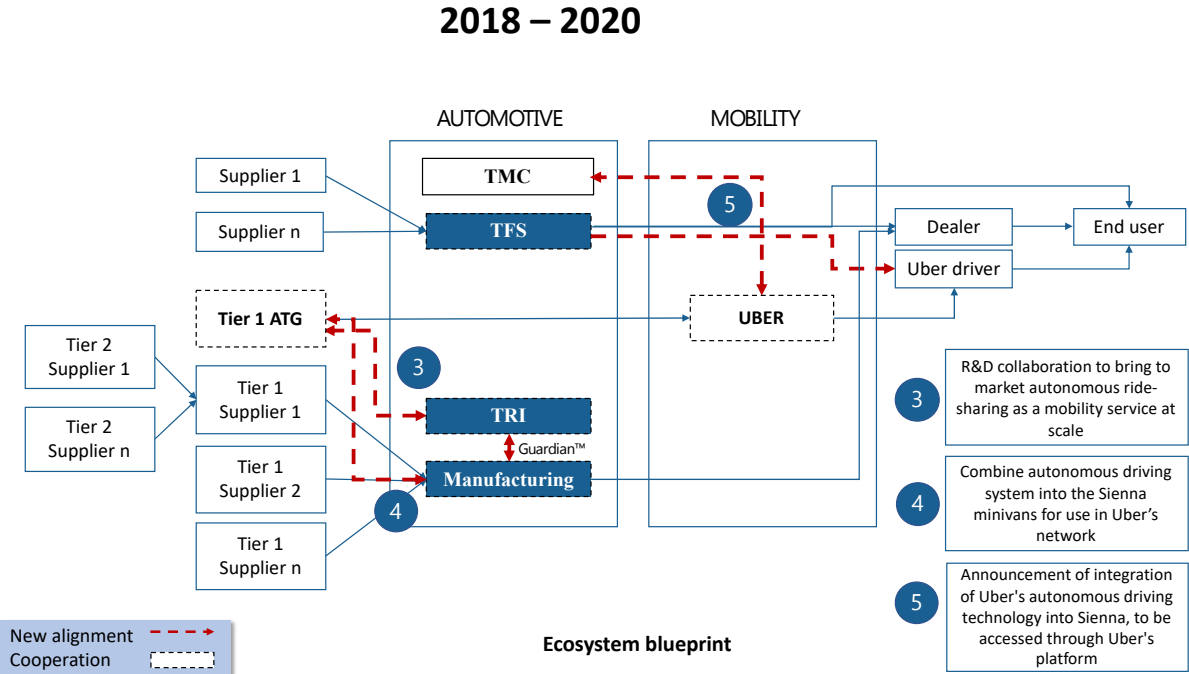 2018 – 2020
AUTOMOTIVE
MOBILITY
Supplier 1
TMC
5
Supplier n
TFS
Dealer
End user
Uber driver
Tier 1 ATG
UBER
Tier 2
Supplier 1
3
Tier 1
Supplier 1
Tier 2
Supplier n
TRI
Guardian™
Tier 1
Supplier 2
Manufacturing
4
Tier 1
Supplier n
3
R&D collaboration to bring to
market autonomous ride-
sharing as a mobility service at
scale
4
Combine autonomous driving
system into the Sienna
minivans for use in Uber’s
network
5
Announcement of integration
of Uber's autonomous driving
technology into Sienna, to be
accessed through Uber's
platform
New alignment
Cooperation
Ecosystem blueprint